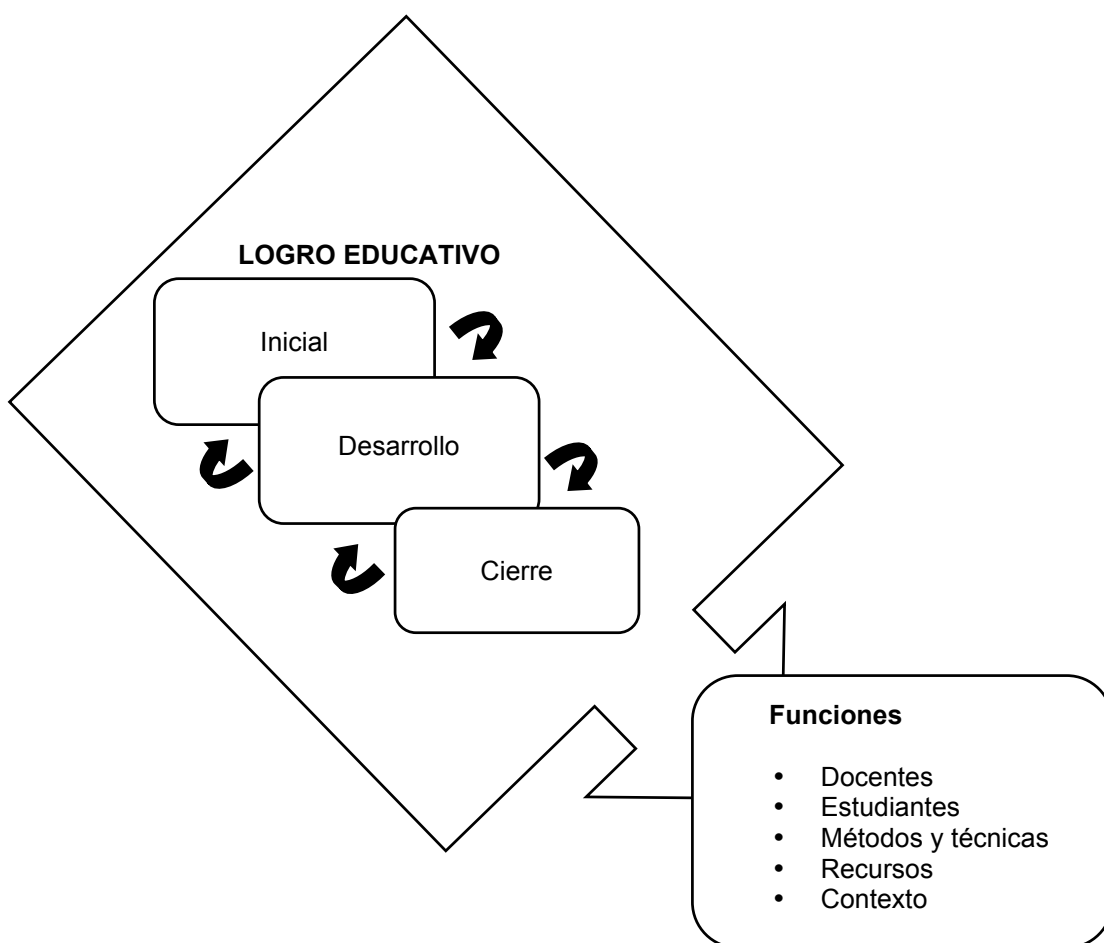 LOGRO EDUCATIVO
Inicial
Desarrollo
Cierre
Funciones
• Docentes
• Estudiantes
• Métodos y técnicas
• Recursos
• Contexto